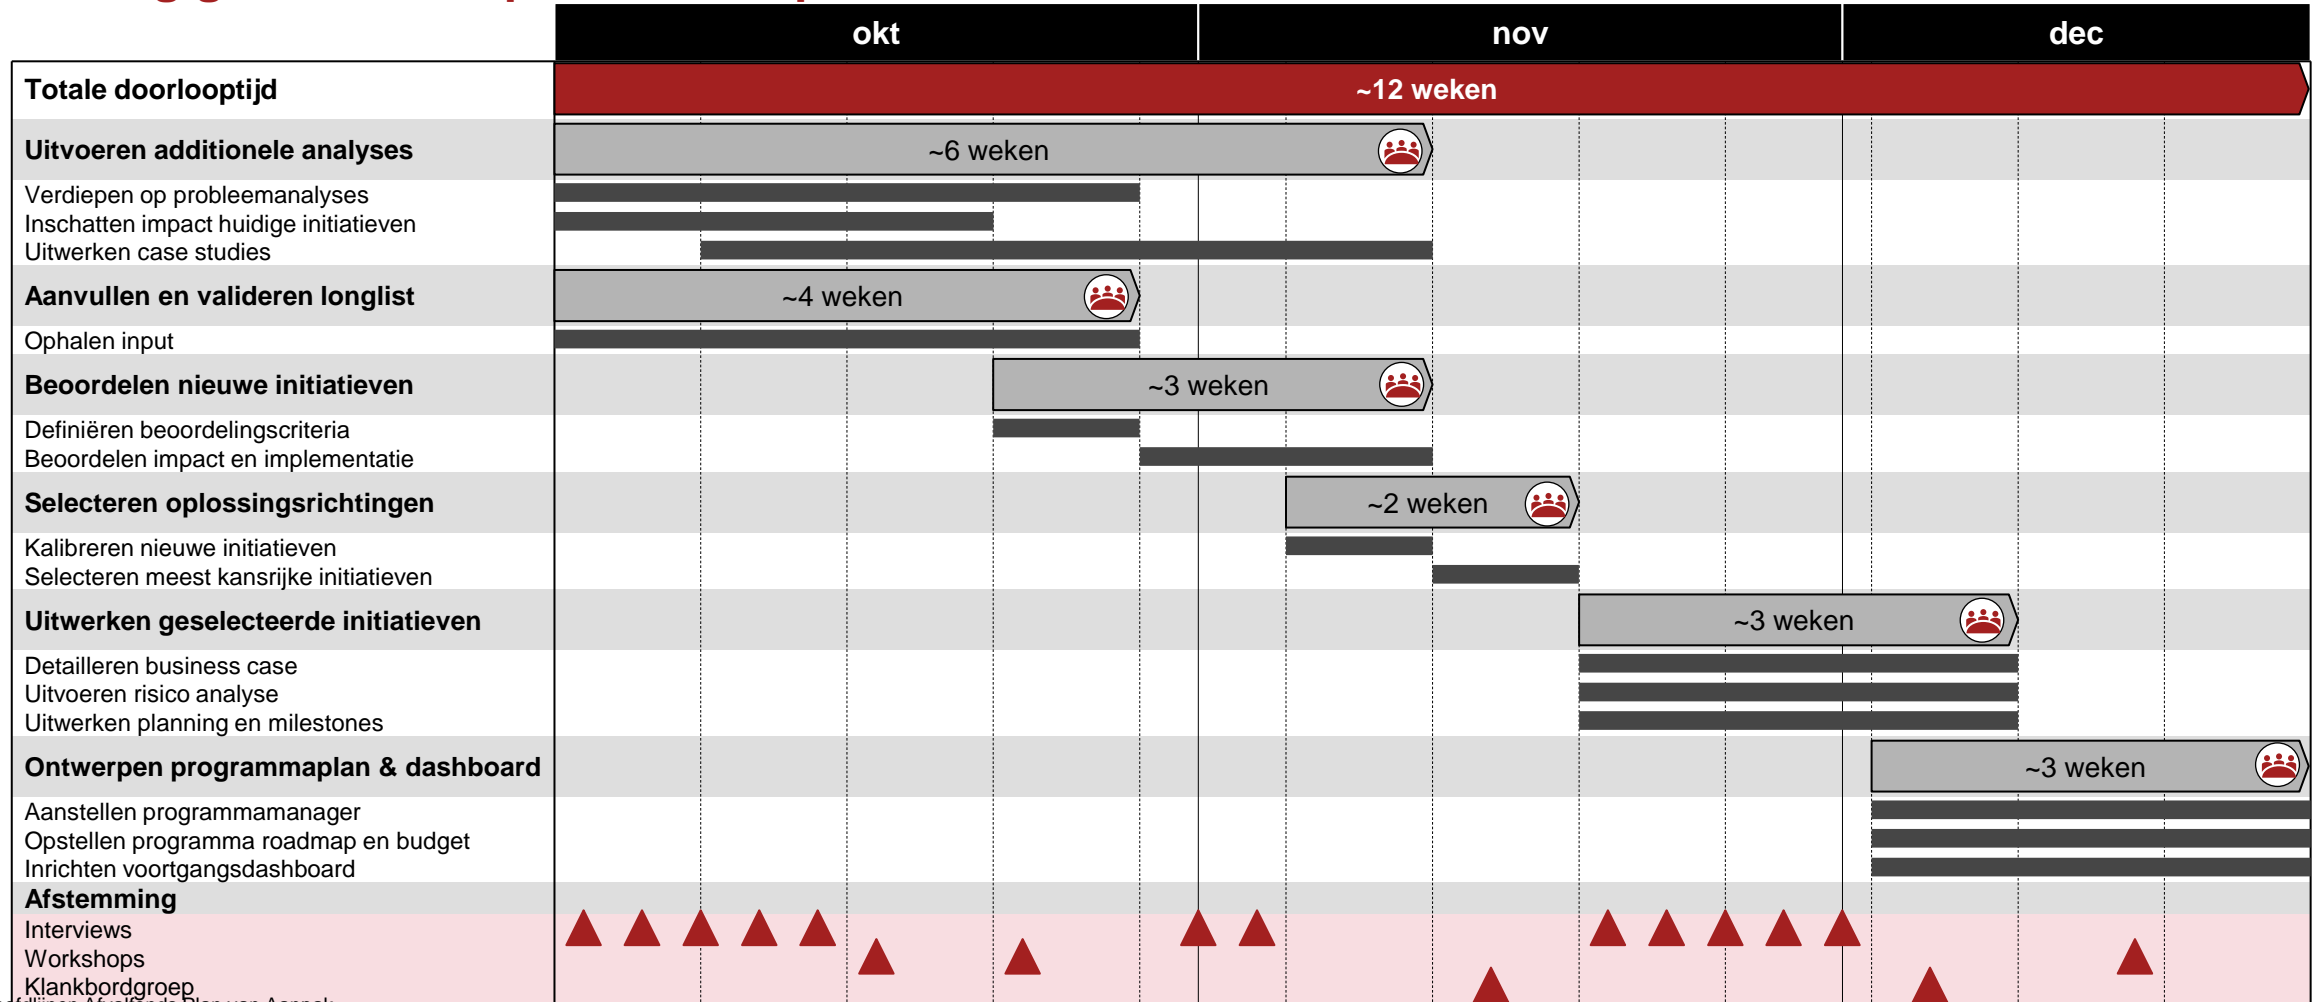 okt nov dec
Totale doorlooptijd ~12 weken
Uitvoeren additionele analyses ~6 weken
Verdiepen op probleemanalyses
Inschatten impact huidige initiatieven
Uitwerken case studies
Aanvullen en valideren longlist ~4 weken
Ophalen input
Beoordelen nieuwe initiatieven ~3 weken
Definiëren beoordelingscriteria
Beoordelen impact en implementatie
Selecteren oplossingsrichtingen ~2 weken
Kalibreren nieuwe initiatieven
Selecteren meest kansrijke initiatieven
Uitwerken geselecteerde initiatieven ~3 weken
Detailleren business case
Uitvoeren risico analyse
Uitwerken planning en milestones
Ontwerpen programmaplan & dashboard ~3 weken
Aanstellen programmamanager
Opstellen programma roadmap en budget
Inrichten voortgangsdashboard
Afstemming
Interviews
Workshops
Klankbordgroep